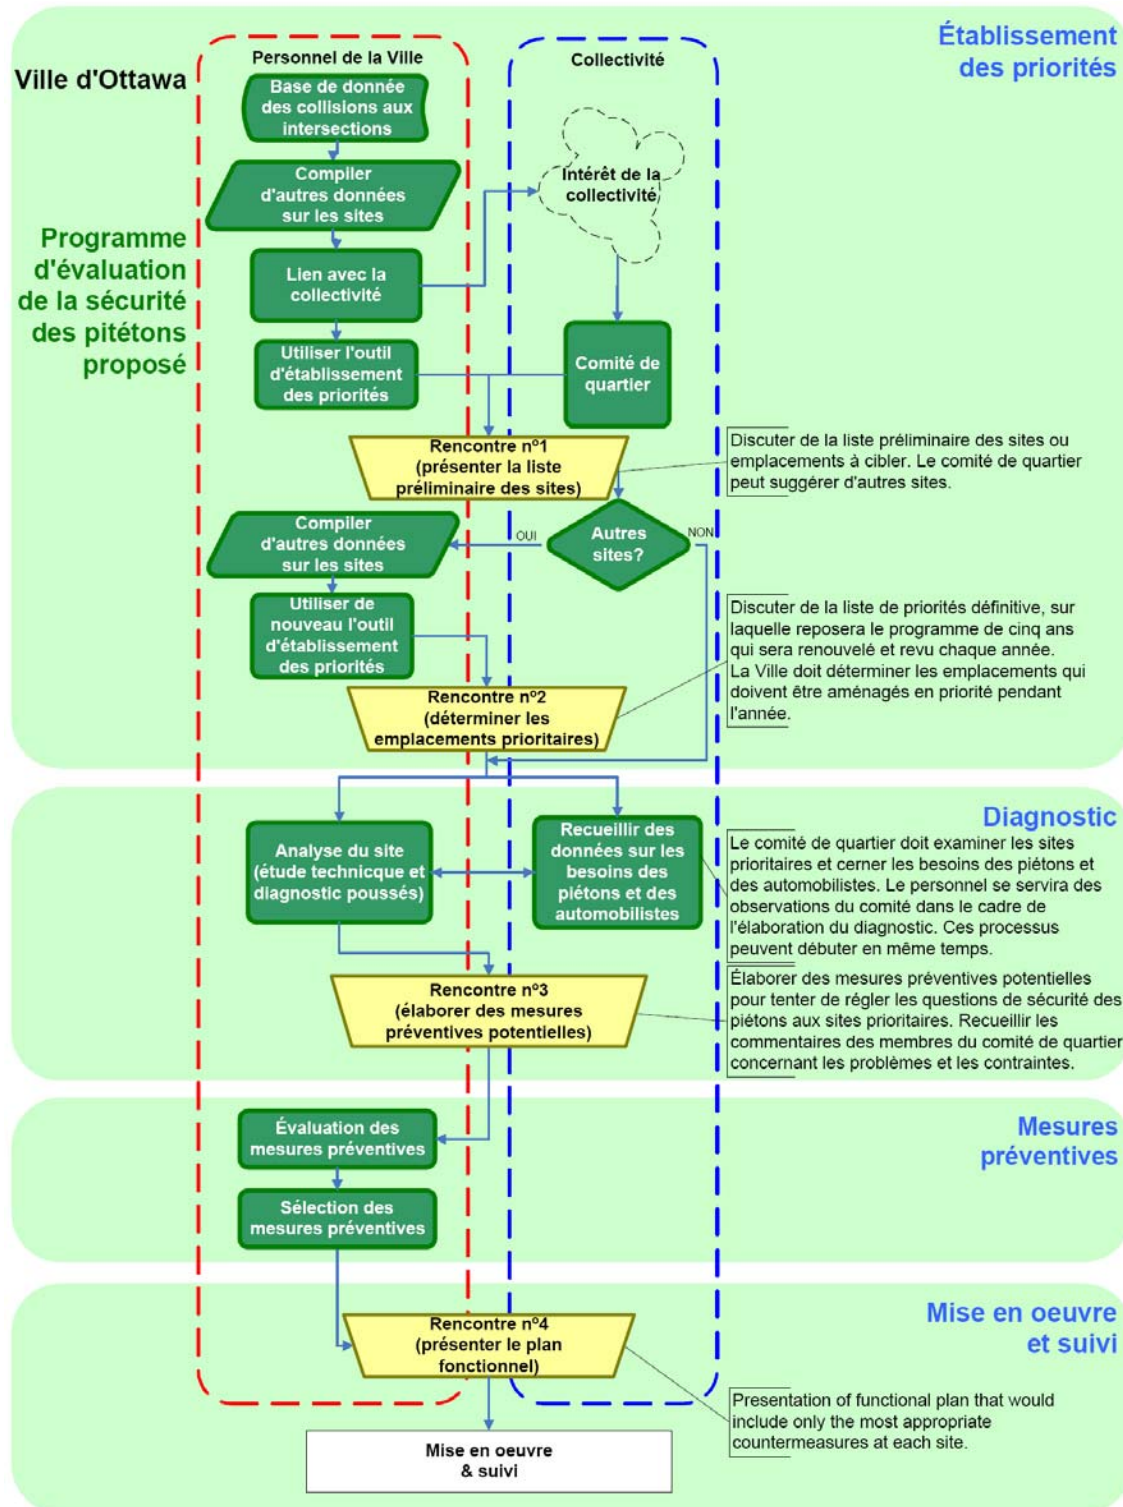 Établissement
des priorités
Personnel de la Ville
Collectivité
Ville d'Ottawa
Programme
d'évaluation
de la sécurité
des pitétons
proposé
Base de donnée
des collisions aux
intersections
Compiler
d'autres données
sur les sites
Intérêt de la
collectivité
Lien avec la
collectivité
Utiliser l'outil
d'établissement
des priorités
Comité de
quartier
Rencontre nº1
(présenter la liste
préliminaire des sites)
Discuter de la liste préliminaire des sites ou
emplacements à cibler. Le comité de quartier
peut suggérer d'autres sites.
Autres
sites?
OUI
NON
Compiler
d'autres données
sur les sites
Utiliser de
nouveau l'outil
d'établissement
des priorités
Discuter de la liste de priorités définitive, sur
laquelle reposera le programme de cinq ans
qui sera renouvelé et revu chaque année.
La Ville doit déterminer les emplacements qui
doivent être aménagés en priorité pendant
l'année.
Rencontre nº2
(déterminer les
emplacements prioritaires)
Diagnostic
Analyse du site
(étude technicque et
diagnostic poussés)
Recueillir des
données sur les
besoins des
piétons et des
automobilistes
Le comité de quartier doit examiner les sites
prioritaires et cerner les besoins des piétons et
des automobilistes. Le personnel se servira des
observations du comité dans le cadre de
l'élaboration du diagnostic. Ces processus
peuvent débuter en même temps.
Rencontre nº3
(élaborer des mesures
préventives potentielles)
Élaborer des mesures préventives potentielles
pour tenter de régler les questions de sécurité des
piétons aux sites prioritaires. Recueillir les
commentaires des membres du comité de quartier
concernant les problèmes et les contraintes.
Mesures
préventives
Évaluation des
mesures préventives
Sélection des
mesures préventives
Mise en oeuvre
et suivi
Rencontre nº4
(présenter le plan
fonctionnel)
Presentation of functional plan that would
include only the most appropriate
countermeasures at each site.
Mise en oeuvre
& suivi